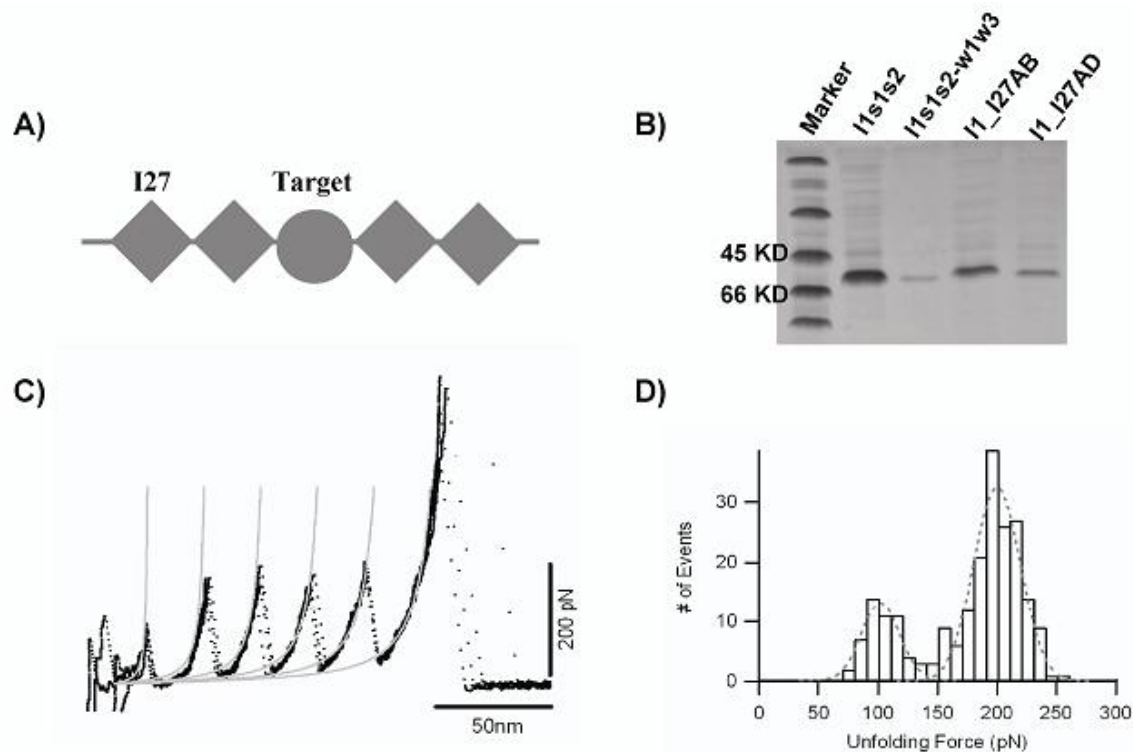 A)
I27
Target
B)
Marker
I1s1s2
I1s1s2-w1w3
I1_I27AB
I1_I27AD
45 KD
66 KD
C)
200 pN
50nm
D)
# of Events
30
20
10
0
0 50 100 150 200 250 300
Unfolding Force (pN)